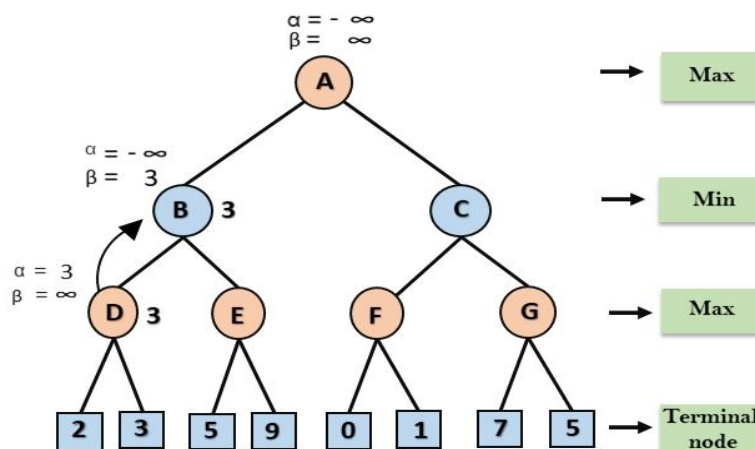 α = - ∞
β = ∞
A
Max
α = - ∞
β = 3
B 3
C
Min
α = 3
β = ∞
D 3
E
F
G
Max
2 3 5 9 0 1 7 5
Terminal
node